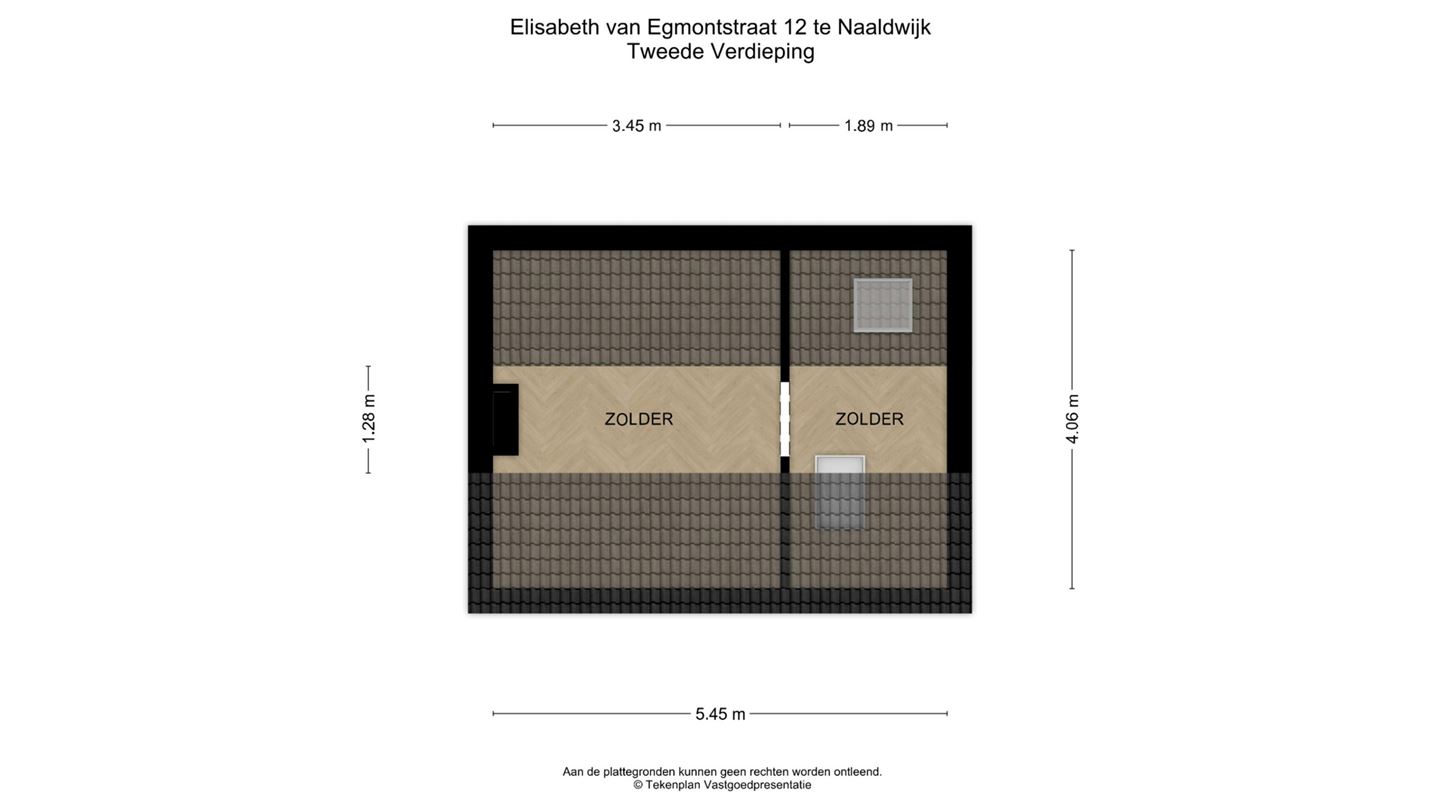 Elisabeth van Egmontstraat 12 te Naaldwijk
Tweede Verdieping
3.45 m
1.89 m
1.28 m
ZOLDER
ZOLDER
4.06 m
5.45 m
Aan de plattegronden kunnen geen rechten worden ontleend.
© Tekenplan Vastgoedpresentatie